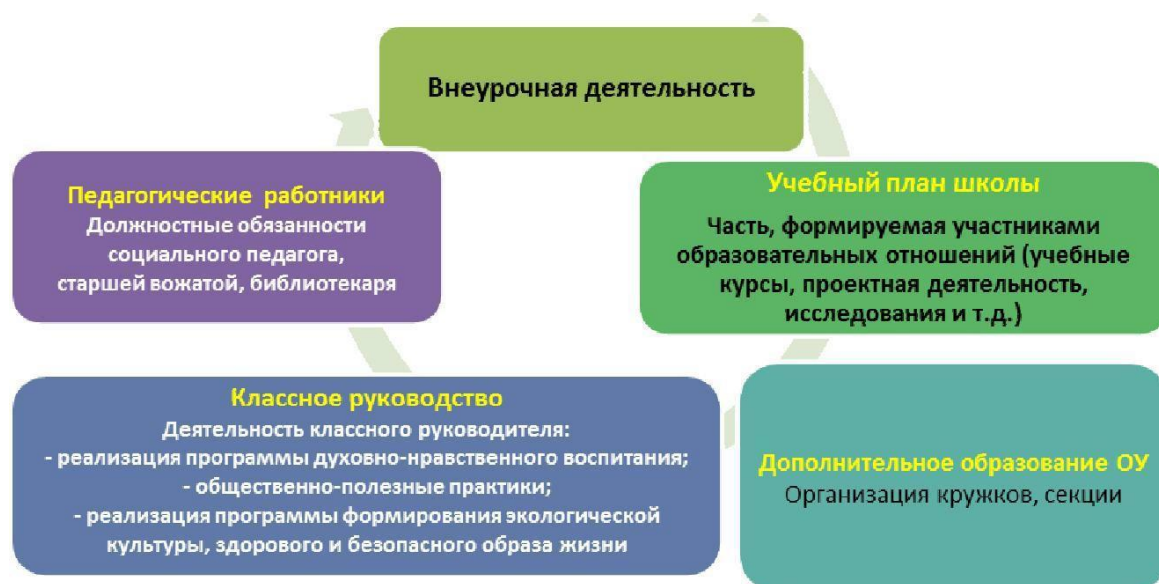 Внеурочная деятельность
Педагогические работники
Должностные обязанности
социального педагога,
старшей вожатой, библиотекаря
Учебный план школы
Часть, формируемая участниками
образовательных отношений (учебные
курсы, проектная деятельность,
исследования и т.д.)
Классное руководство
Деятельность классного руководителя:
- реализация программы духовно-нравственного воспитания;
- общественно-полезные практики;
- реализация программы формирования экологической
культуры, здорового и безопасного образа жизни
Дополнительное образование ОУ
Организация кружков, секции